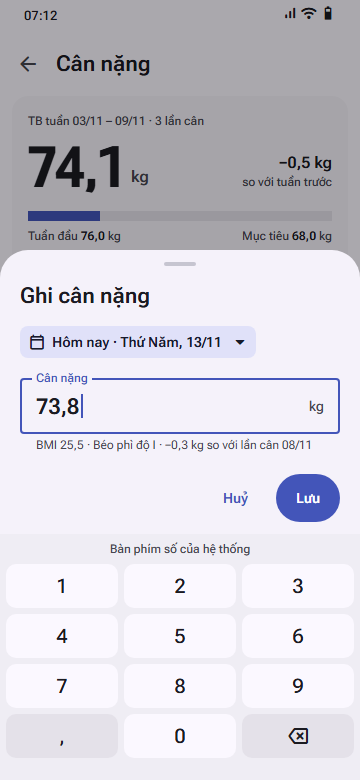 07:12
Cân nặng
TB tuần 03/11 – 09/11 · 3 lần cân
74,1 kg
−0,5 kg
so với tuần trước
Tuần đầu 76,0 kg
Mục tiêu 68,0 kg
Ghi cân nặng
Hôm nay · Thứ Năm, 13/11
Cân nặng
73,8 kg
BMI 25,5 · Béo phì độ I · −0,3 kg so với lần cân 08/11
Huỷ
Lưu
Bàn phím số của hệ thống
1 2 3
4 5 6
7 8 9
, 0